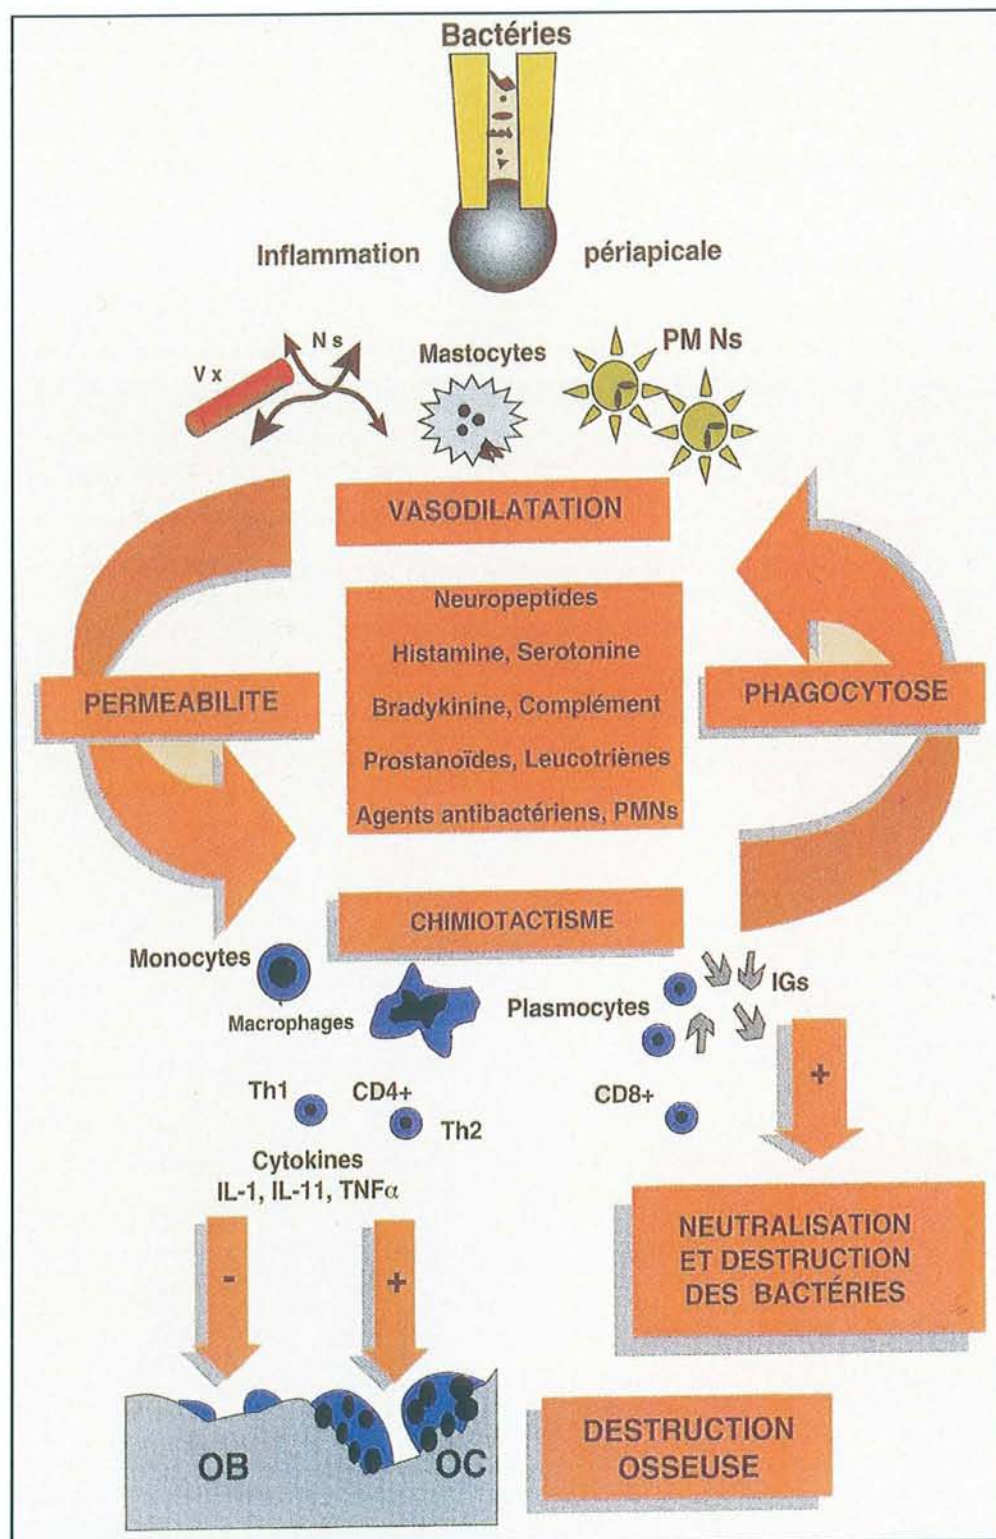 Bactéries
Inflammation périapicale
V x
N s
Mastocytes
PM Ns
VASODILATATION
Neuropeptides
Histamine, Serotonine
Bradykinine, Complément
Prostanoïdes, Leucotriènes
Agents antibactériens, PMNs
PERMEABILITE
PHAGOCYTOSE
CHIMIOTACTISME
Monocytes
Macrophages
Plasmocytes
IGs
Th1
CD4+
Th2
CD8+
+
Cytokines
IL-1, IL-11, TNFα
-
+
NEUTRALISATION
ET DESTRUCTION
DES BACTÉRIES
OB
OC
DESTRUCTION
OSSEUSE